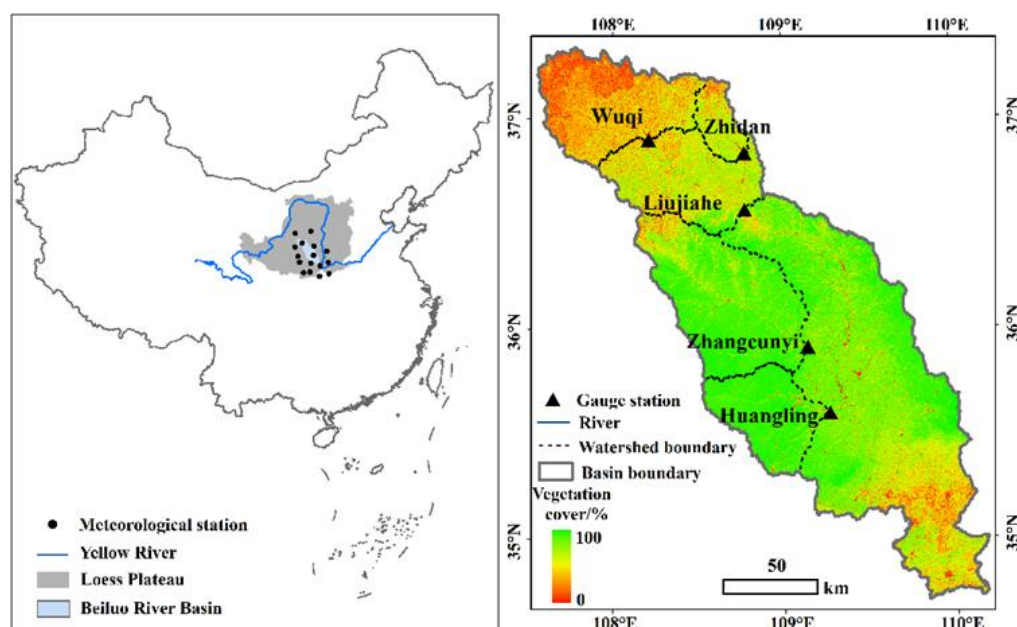 Meteorological station
Yellow River
Loess Plateau
Beiluo River Basin
108°E
109°E
110°E
37°N
36°N
35°N
37°N
36°N
35°N
Wuqi
Zhidan
Liujiahe
Zhangcunyi
Huangling
Gauge station
River
Watershed boundary
Basin boundary
Vegetation
cover/%
100
0
50
km
108°E
109°E
110°E